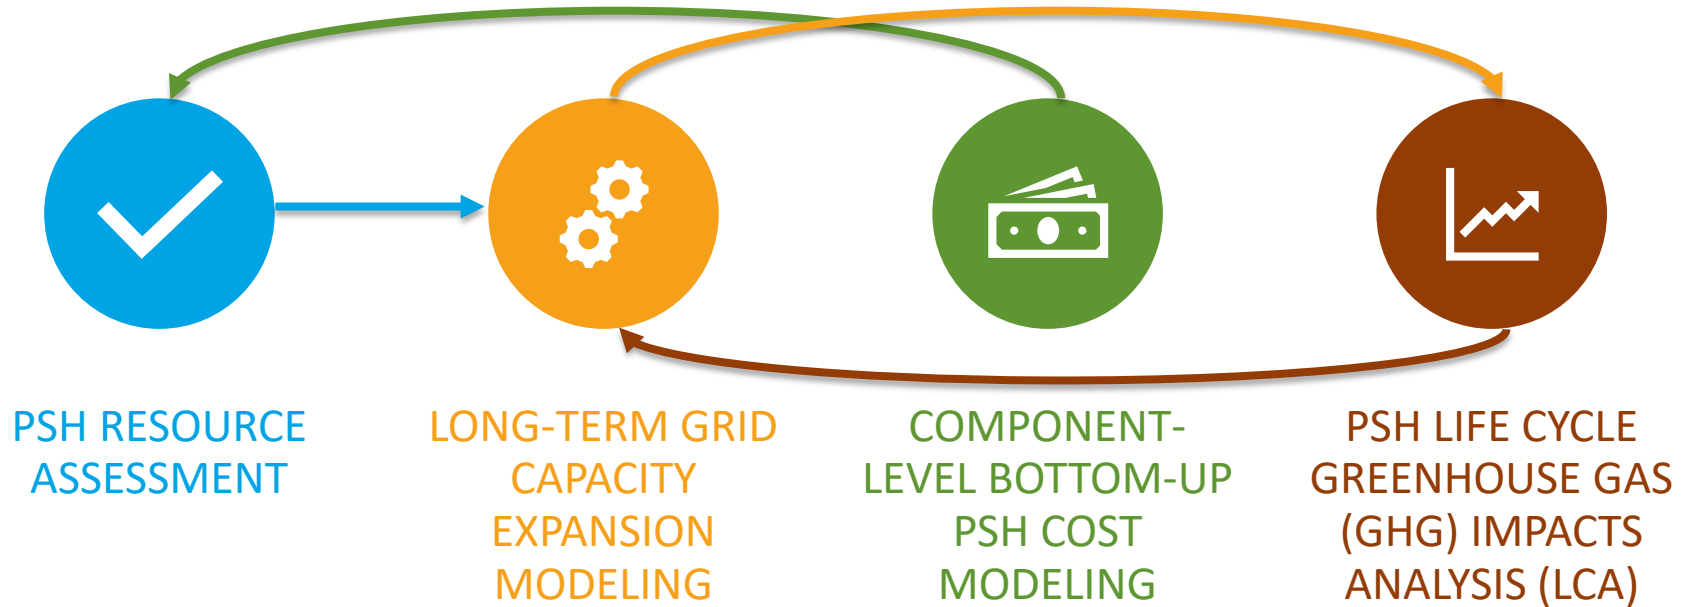 PSH RESOURCE
ASSESSMENT
LONG-TERM GRID
CAPACITY
EXPANSION
MODELING
COMPONENT-
LEVEL BOTTOM-UP
PSH COST
MODELING
PSH LIFE CYCLE
GREENHOUSE GAS
(GHG) IMPACTS
ANALYSIS (LCA)